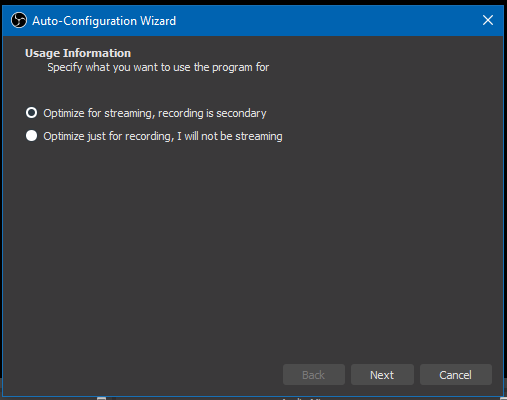 Auto-Configuration Wizard
Usage Information
Specify what you want to use the program for
Optimize for streaming, recording is secondary
Optimize just for recording, I will not be streaming
Back Next Cancel